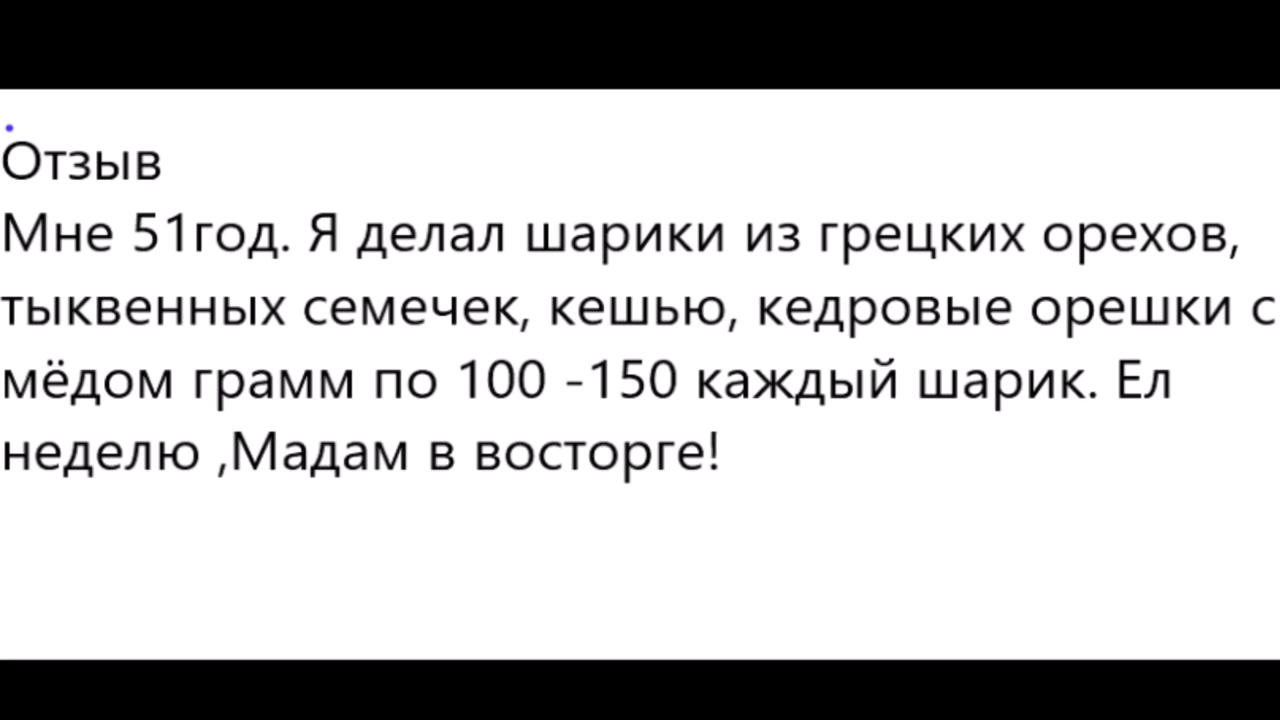 Отзыв
Мне 51год. Я делал шарики из грецких орехов,
тыквенных семечек, кешью, кедровые орешки с
мёдом грамм по 100 -150 каждый шарик. Ел
неделю ,Мадам в восторге!